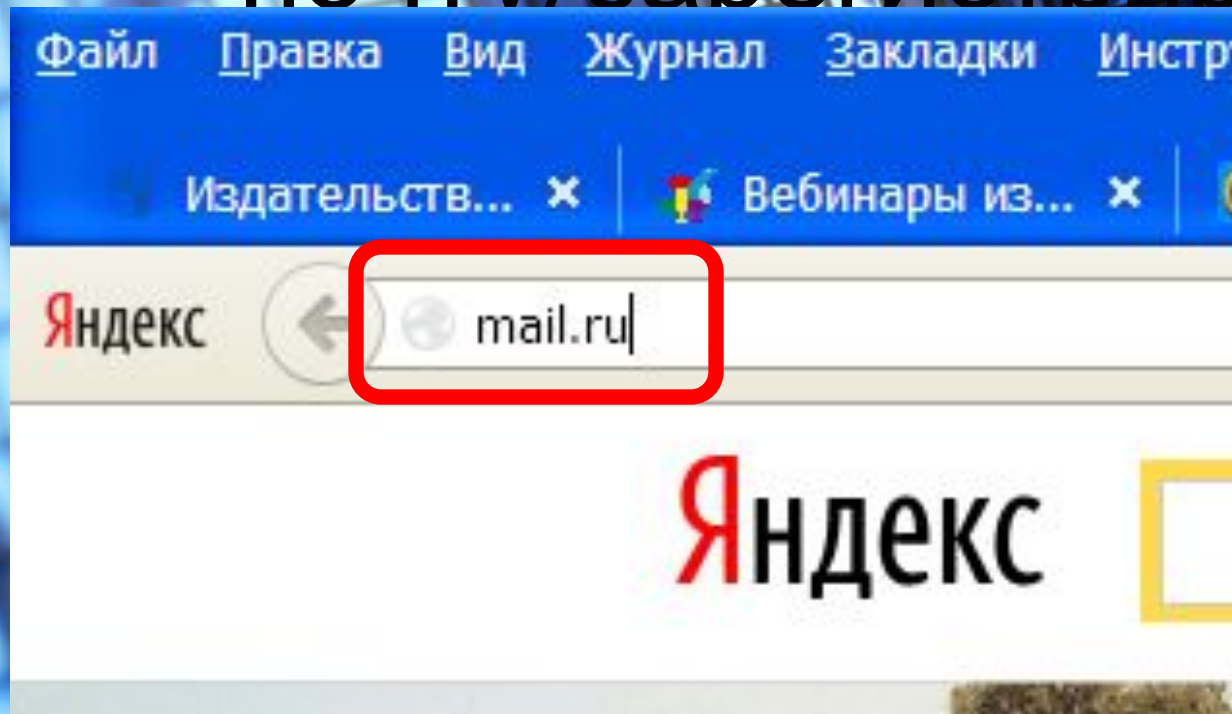 Файл Правка Вид Журнал Закладки Инстр
Издательств... Вебинары из...
Яндекс mail.ru
Яндекс